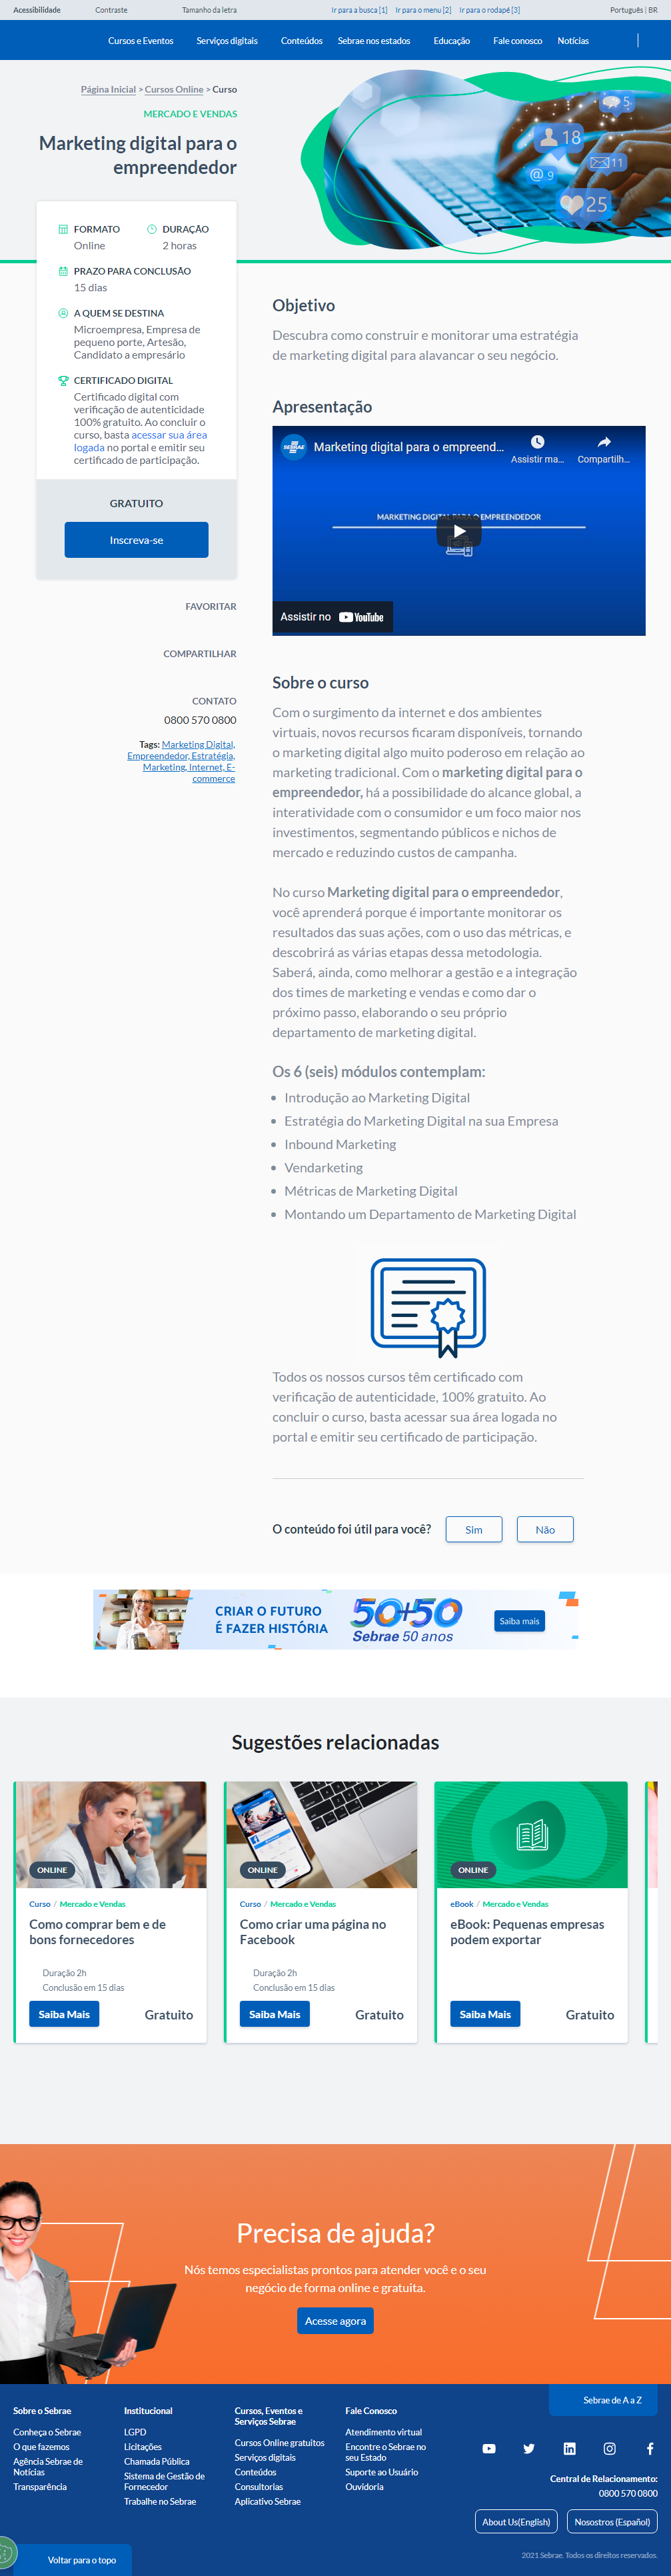 Acessibilidade Contraste Tamanho da letra Ir para a busca [1] Ir para o menu [2] Ir para o rodapé [3] Português | BR
Cursos e Eventos Serviços digitais Conteúdos Sebrae nos estados Educação Fale conosco Notícias
Página Inicial > Cursos Online > Curso
MERCADO E VENDAS
Marketing digital para o
empreendedor
5
18
11
@ 9
25
FORMATO
Online
DURAÇÃO
2 horas
PRAZO PARA CONCLUSÃO
15 dias
A QUEM SE DESTINA
Microempresa, Empresa de
pequeno porte, Artesão,
Candidato a empresário
CERTIFICADO DIGITAL
Certificado digital com
verificação de autenticidade
100% gratuito. Ao concluir o
curso, basta acessar sua área
logada no portal e emitir seu
certificado de participação.
GRATUITO
Inscreva-se
FAVORITAR
COMPARTILHAR
CONTATO
0800 570 0800
Tags: Marketing Digital,
Empreendedor, Estratégia,
Marketing, Internet, E-
commerce
Objetivo
Descubra como construir e monitorar uma estratégia
de marketing digital para alavancar o seu negócio.
Apresentação
SEBRAE
Marketing digital para o empreend...
Assistir ma...
Compartilh...
MARKETING DIGITAL PARA O EMPREENDEDOR
Assistir no YouTube
Sobre o curso
Com o surgimento da internet e dos ambientes
virtuais, novos recursos ficaram disponíveis, tornando
o marketing digital algo muito poderoso em relação ao
marketing tradicional. Com o marketing digital para o
empreendedor, há a possibilidade do alcance global, a
interatividade com o consumidor e um foco maior nos
investimentos, segmentando públicos e nichos de
mercado e reduzindo custos de campanha.
No curso Marketing digital para o empreendedor,
você aprenderá porque é importante monitorar os
resultados das suas ações, com o uso das métricas, e
descobrirá as várias etapas dessa metodologia.
Saberá, ainda, como melhorar a gestão e a integração
dos times de marketing e vendas e como dar o
próximo passo, elaborando o seu próprio
departamento de marketing digital.
Os 6 (seis) módulos contemplam:
• Introdução ao Marketing Digital
• Estratégia do Marketing Digital na sua Empresa
• Inbound Marketing
• Vendarketing
• Métricas de Marketing Digital
• Montando um Departamento de Marketing Digital
Todos os nossos cursos têm certificado com
verificação de autenticidade, 100% gratuito. Ao
concluir o curso, basta acessar sua área logada no
portal e emitir seu certificado de participação.
O conteúdo foi útil para você? Sim Não
CRIAR O FUTURO
É FAZER HISTÓRIA
50+50
Sebrae 50 anos
Saiba mais
Sugestões relacionadas
ONLINE
Curso / Mercado e Vendas
Como comprar bem e de
bons fornecedores
Duração 2h
Conclusão em 15 dias
Saiba Mais Gratuito
ONLINE
Curso / Mercado e Vendas
Como criar uma página no
Facebook
Duração 2h
Conclusão em 15 dias
Saiba Mais Gratuito
ONLINE
eBook / Mercado e Vendas
eBook: Pequenas empresas
podem exportar
Saiba Mais Gratuito
Precisa de ajuda?
Nós temos especialistas prontos para atender você e o seu
negócio de forma online e gratuita.
Acesse agora
Sobre o Sebrae
Conheça o Sebrae
O que fazemos
Agência Sebrae de
Notícias
Transparência
Institucional
LGPD
Licitações
Chamada Pública
Sistema de Gestão de
Fornecedor
Trabalhe no Sebrae
Cursos, Eventos e
Serviços Sebrae
Cursos Online gratuitos
Serviços digitais
Conteúdos
Consultorias
Aplicativo Sebrae
Fale Conosco
Atendimento virtual
Encontre o Sebrae no
seu Estado
Suporte ao Usuário
Ouvidoria
Sebrae de A a Z
Central de Relacionamento:
0800 570 0800
About Us(English) Nosostros (Español)
2021 Sebrae. Todos os direitos reservados.
Voltar para o topo